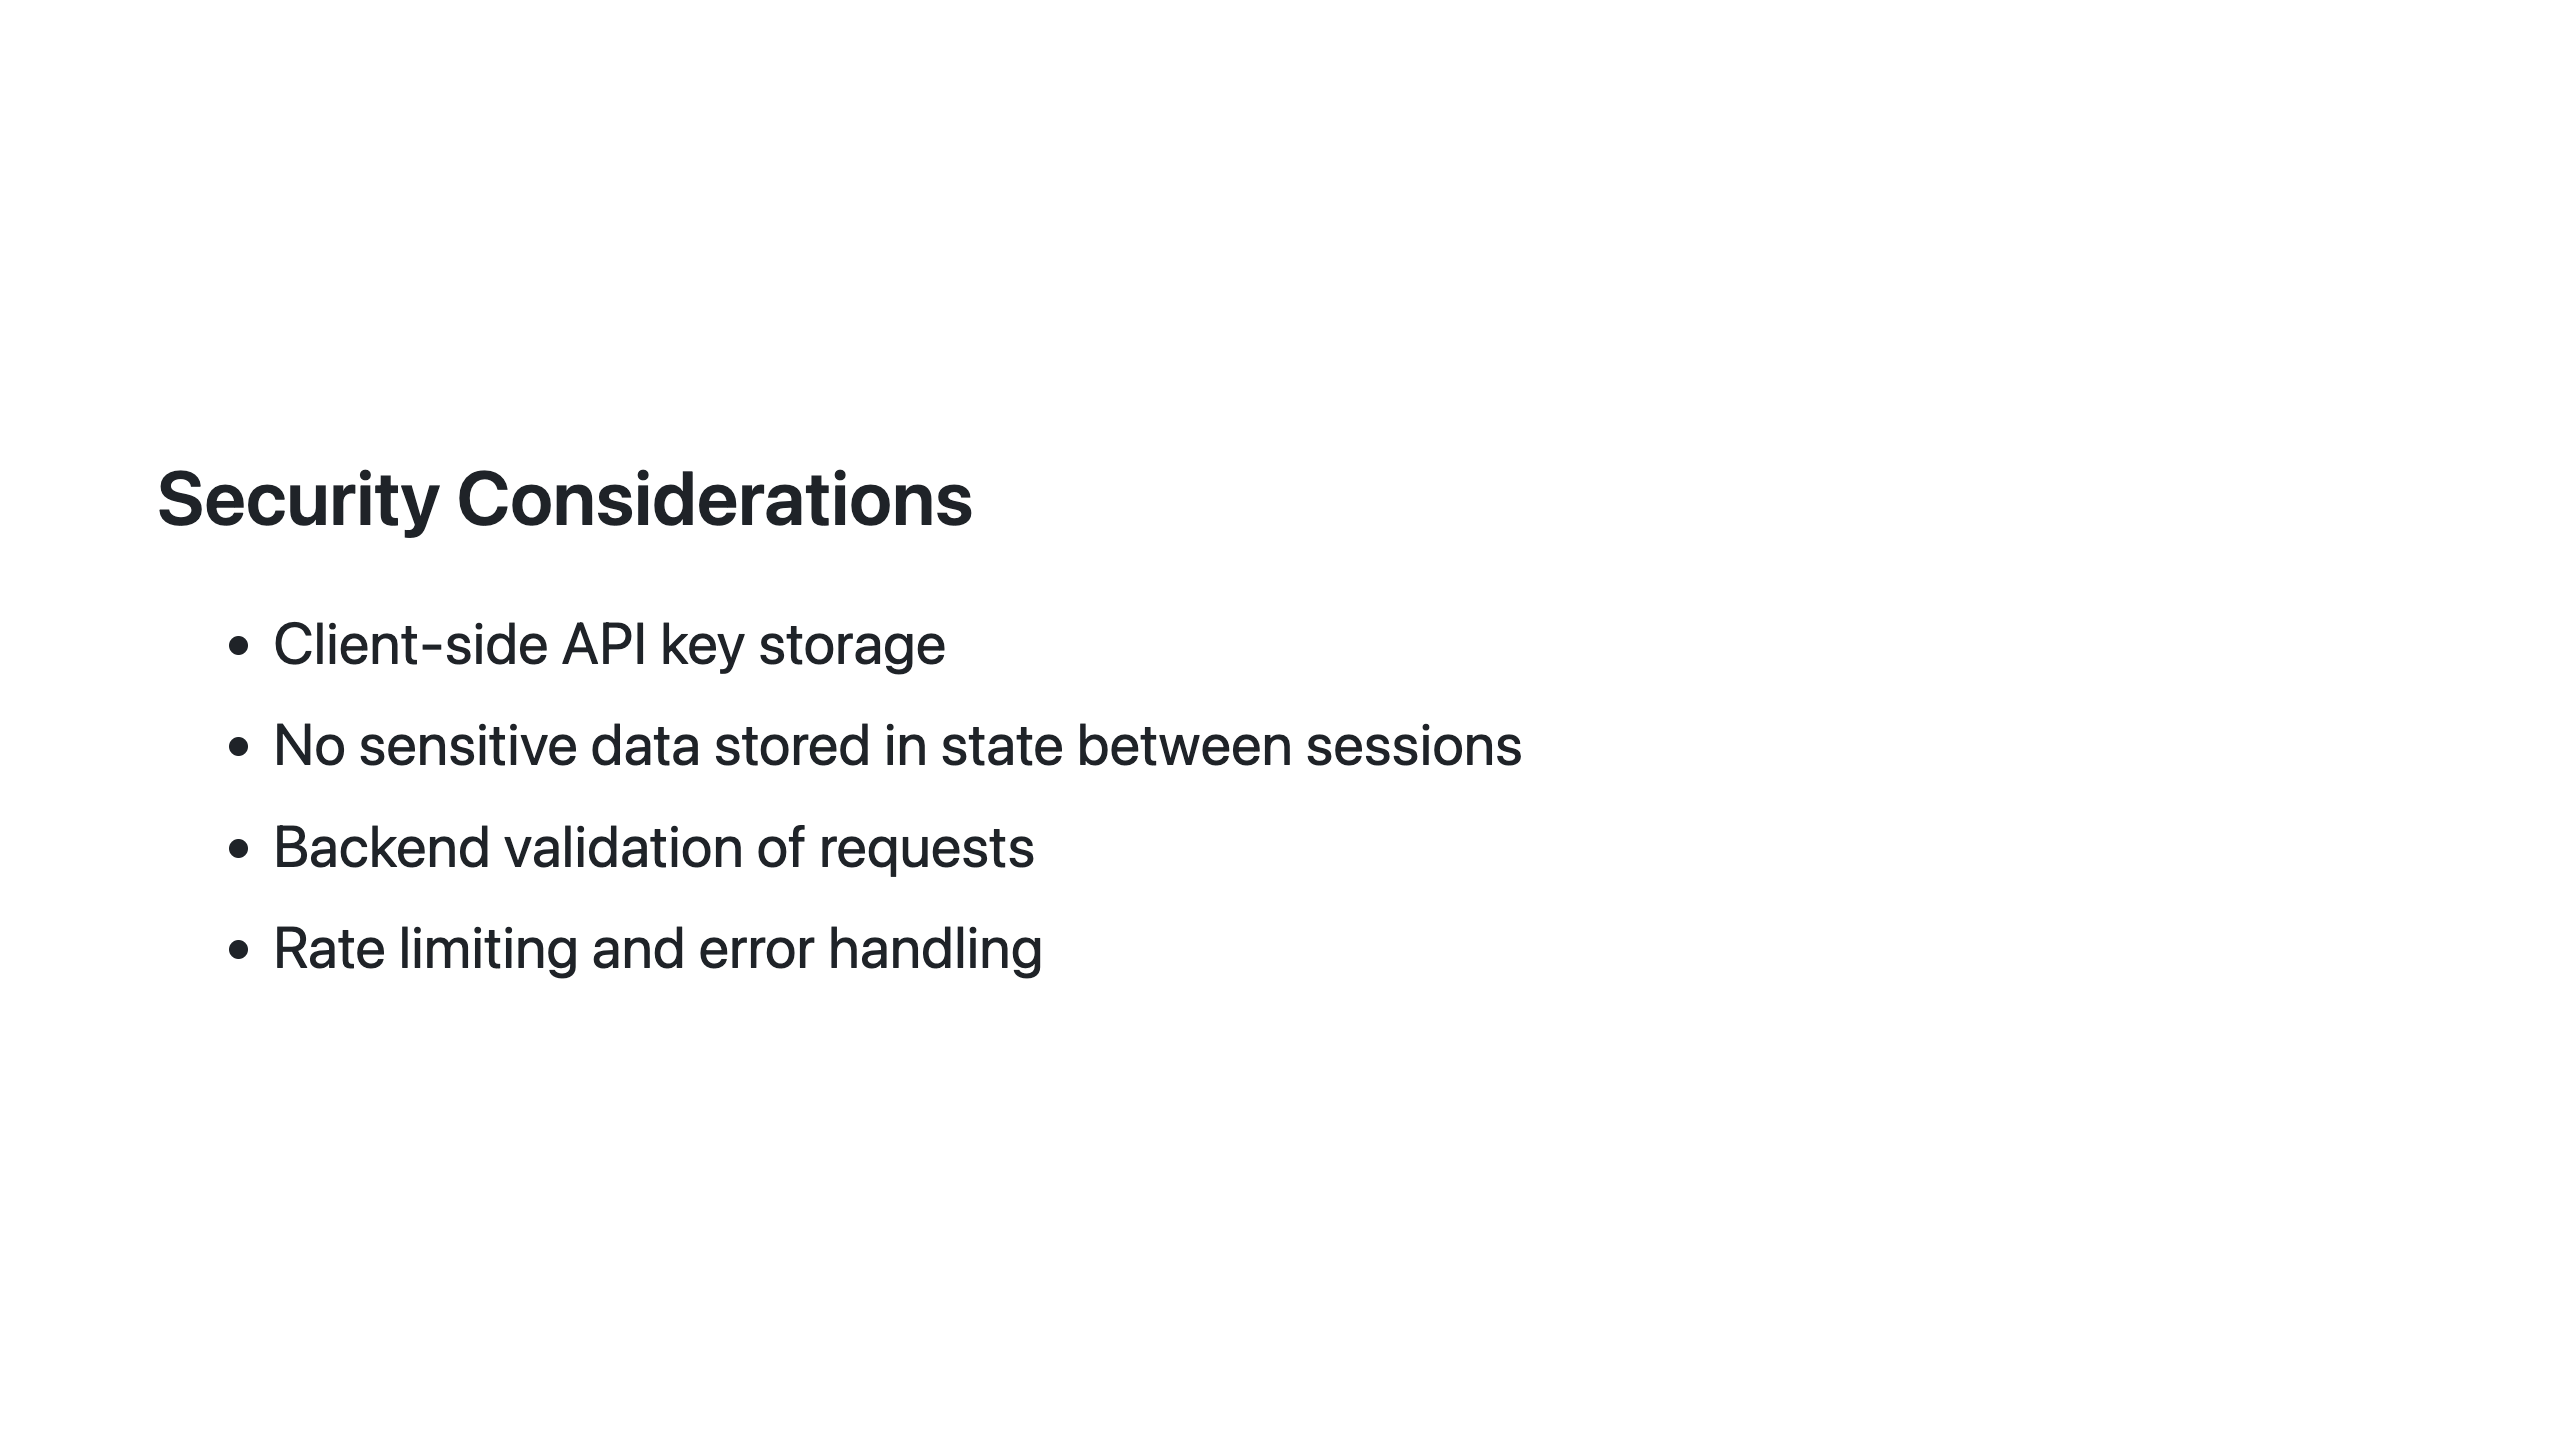 Security Considerations
• Client-side API key storage
• No sensitive data stored in state between sessions
• Backend validation of requests
• Rate limiting and error handling